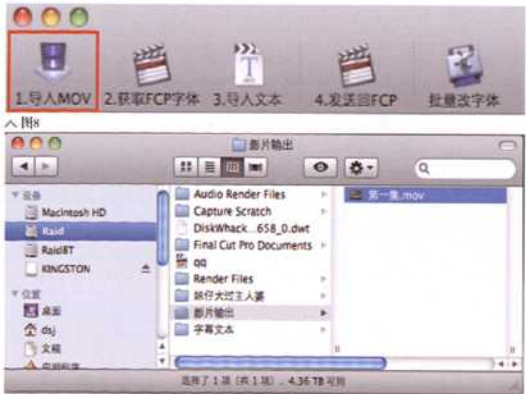 1.导入MOV 2.获取FCP字体 3.导入文本 4.发送回FCP 批量改字体
图8
影片输出
设备
Macintosh HD
Raid
RaidBT
KINGSTON
位置
桌面
dsj
文稿
应用程序
Audio Render Files
Capture Scratch
DiskWhack...658_0.dwt
Final Cut Pro Documents
qq
Render Files
妖仔大过主人婆
影片输出
字幕文本
第一集.mov
选择了 1 项 (共 1 项) , 4.36 TB 可用